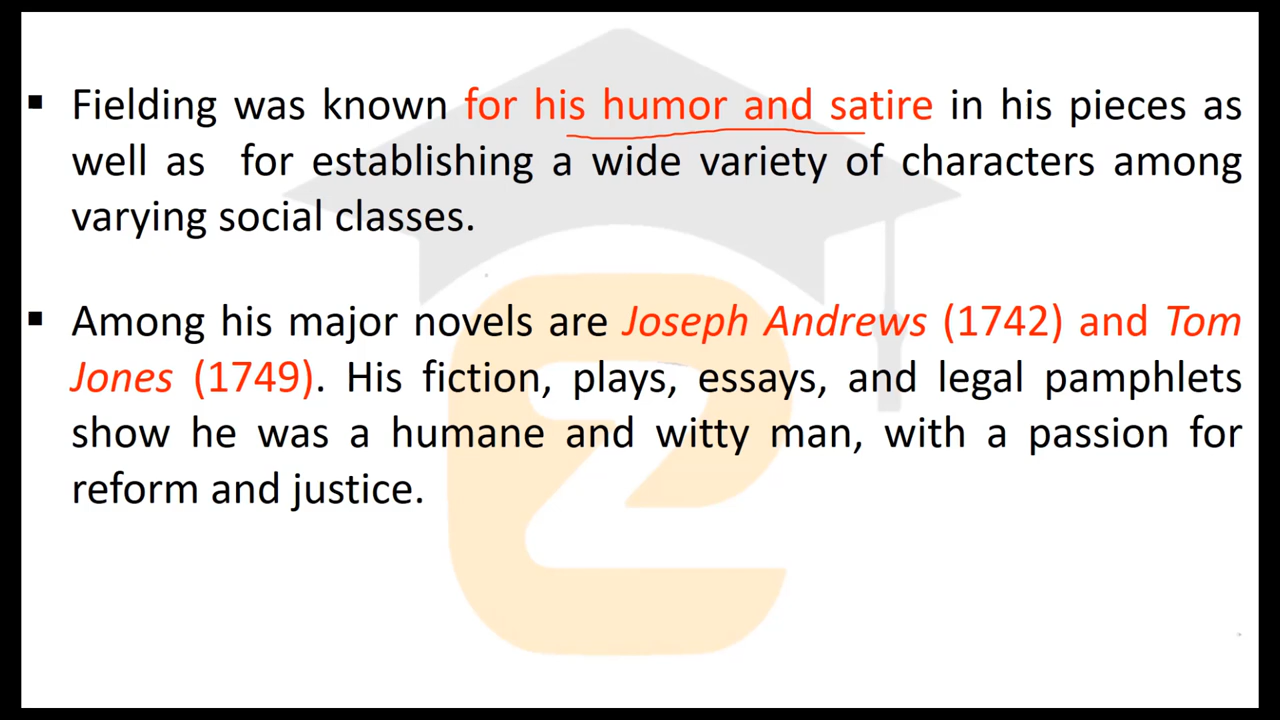 ▪ Fielding was known for his humor and satire in his pieces as
well as for establishing a wide variety of characters among
varying social classes.
▪ Among his major novels are Joseph Andrews (1742) and Tom
Jones (1749). His fiction, plays, essays, and legal pamphlets
show he was a humane and witty man, with a passion for
reform and justice.